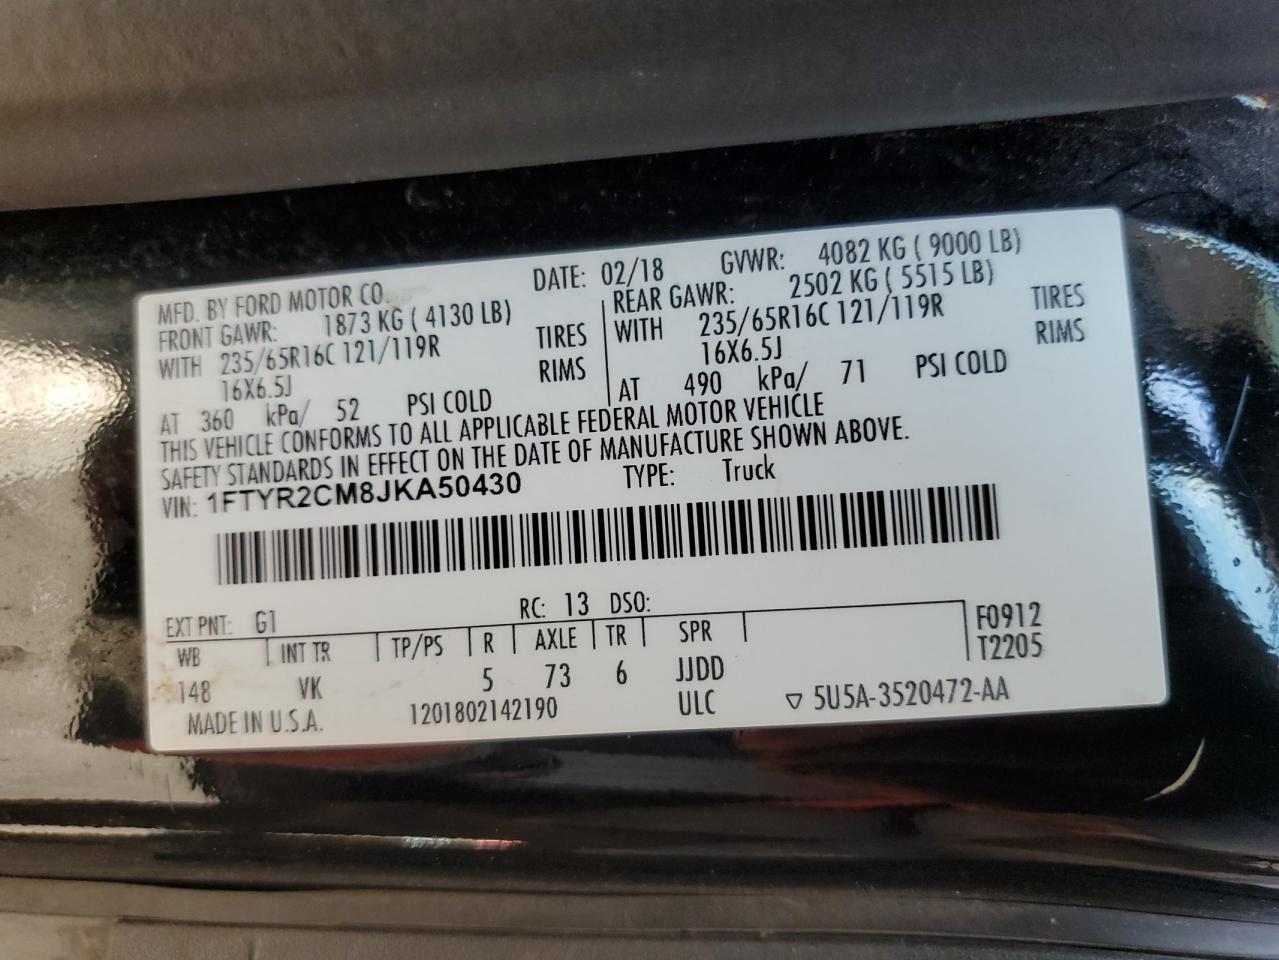 MFD. BY FORD MOTOR CO. DATE: 02/18 GVWR: 4082 KG ( 9000 LB)
FRONT GAWR: 1873 KG ( 4130 LB)
WITH 235/65R16C 121/119R TIRES
16X6.5J RIMS
AT 360 kPa/ 52 PSI COLD
REAR GAWR: 2502 KG ( 5515 LB)
WITH 235/65R16C 121/119R TIRES
16X6.5J RIMS
AT 490 kPa/ 71 PSI COLD
THIS VEHICLE CONFORMS TO ALL APPLICABLE FEDERAL MOTOR VEHICLE
SAFETY STANDARDS IN EFFECT ON THE DATE OF MANUFACTURE SHOWN ABOVE.
VIN: 1FTYR2CM8JKA50430 TYPE: Truck
EXT PNT: G1 RC: 13 DSO:
WB INT TR TP/PS R AXLE TR SPR F0912
T2205
148 VK 5 73 6 JJDD
MADE IN U.S.A. 1201802142190 ULC ▽ 5U5A-3520472-AA